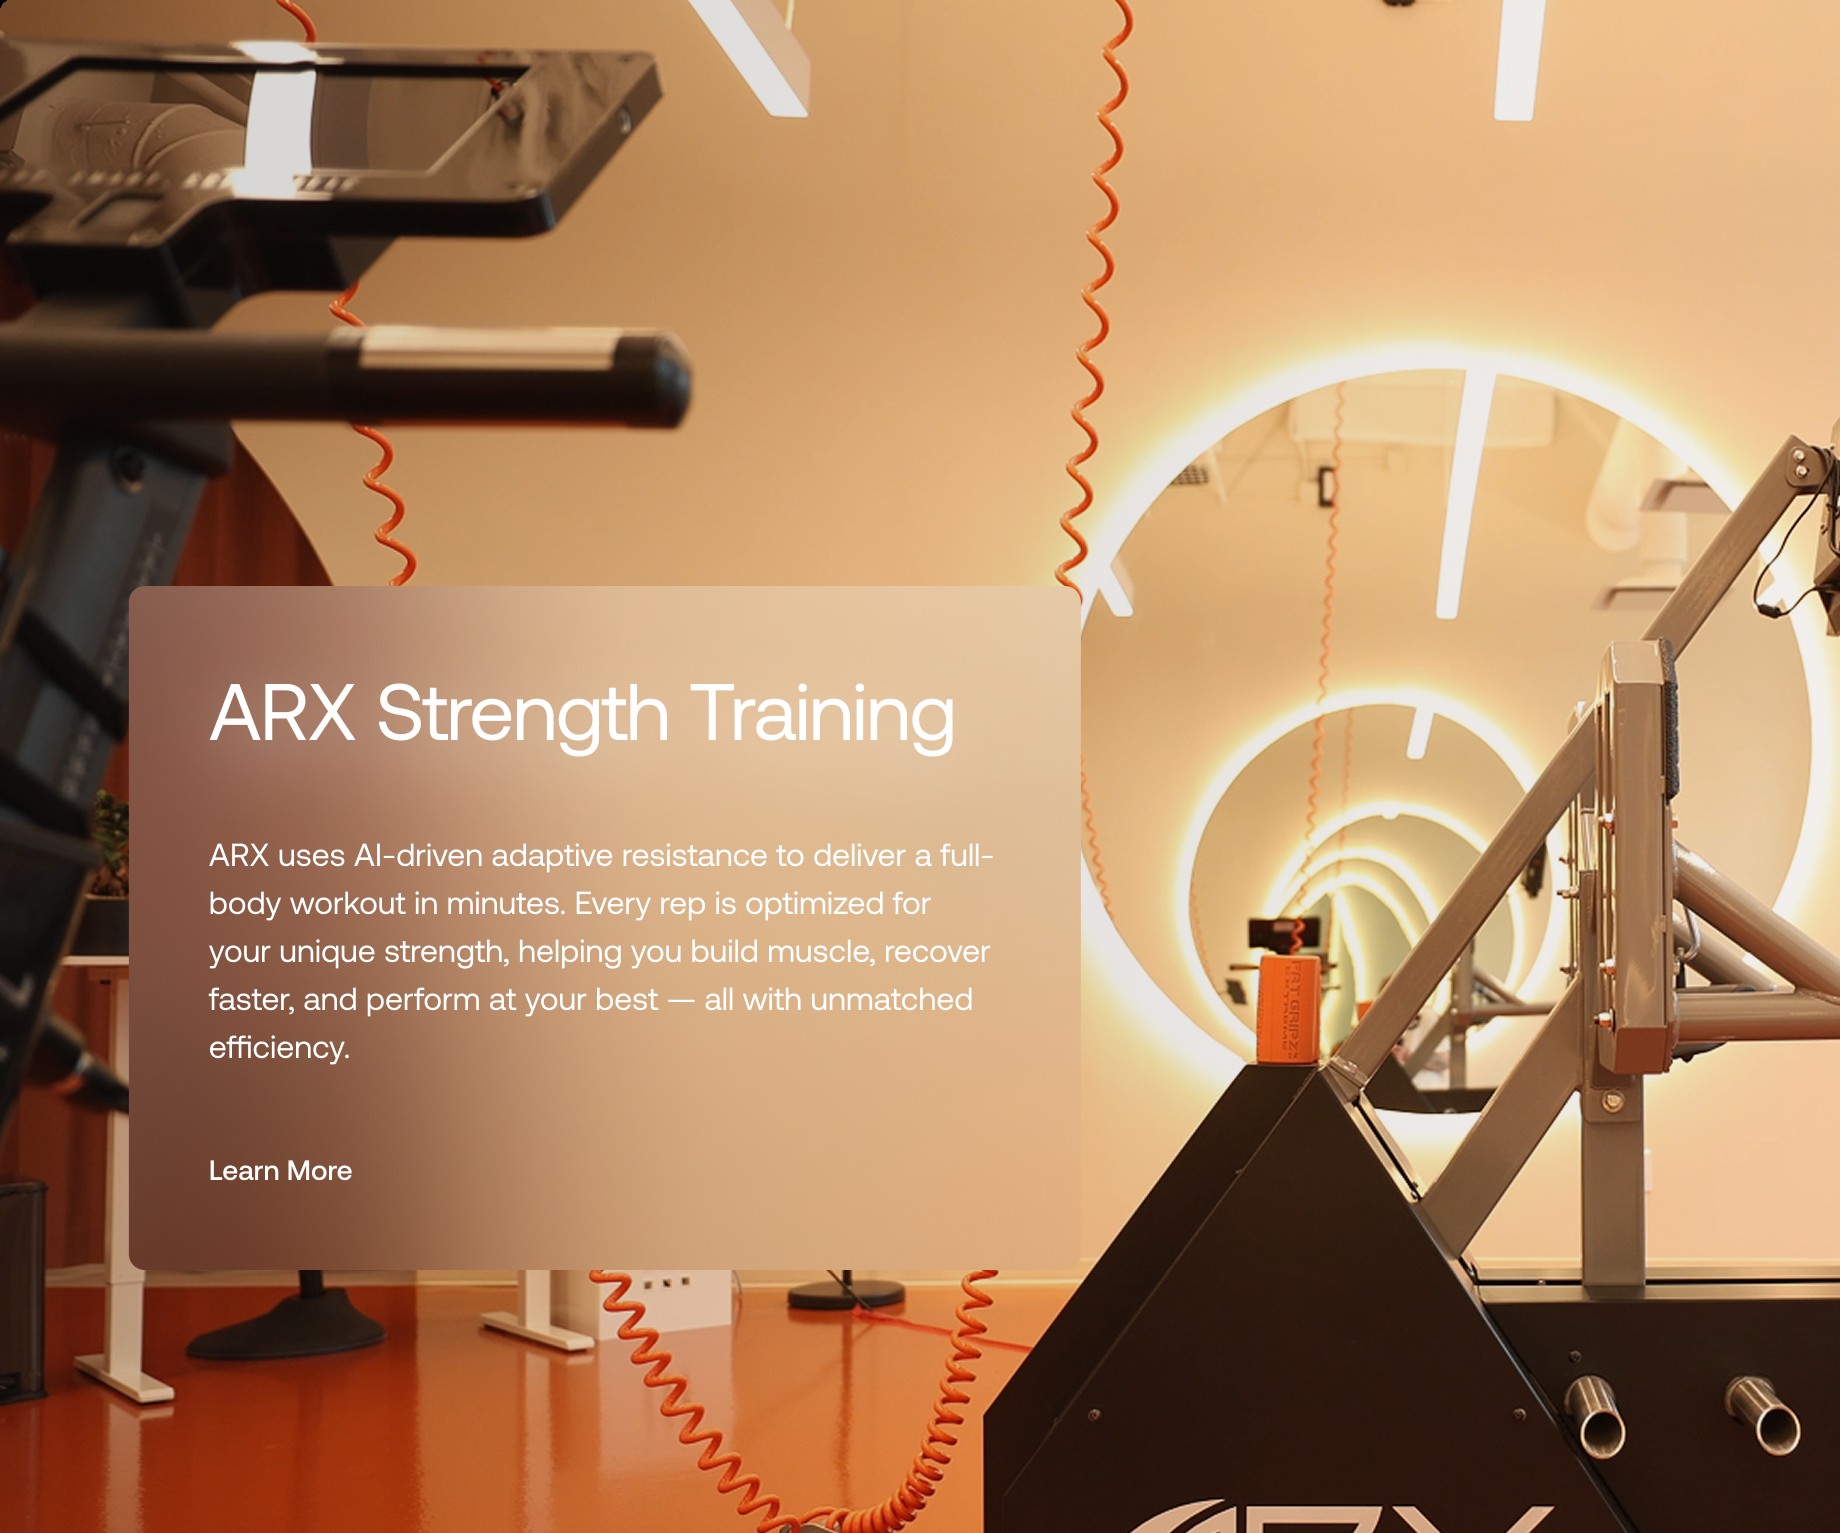 ARX Strength Training
ARX uses AI-driven adaptive resistance to deliver a full-
body workout in minutes. Every rep is optimized for
your unique strength, helping you build muscle, recover
faster, and perform at your best — all with unmatched
efficiency.
Learn More
FAT GRIPZ